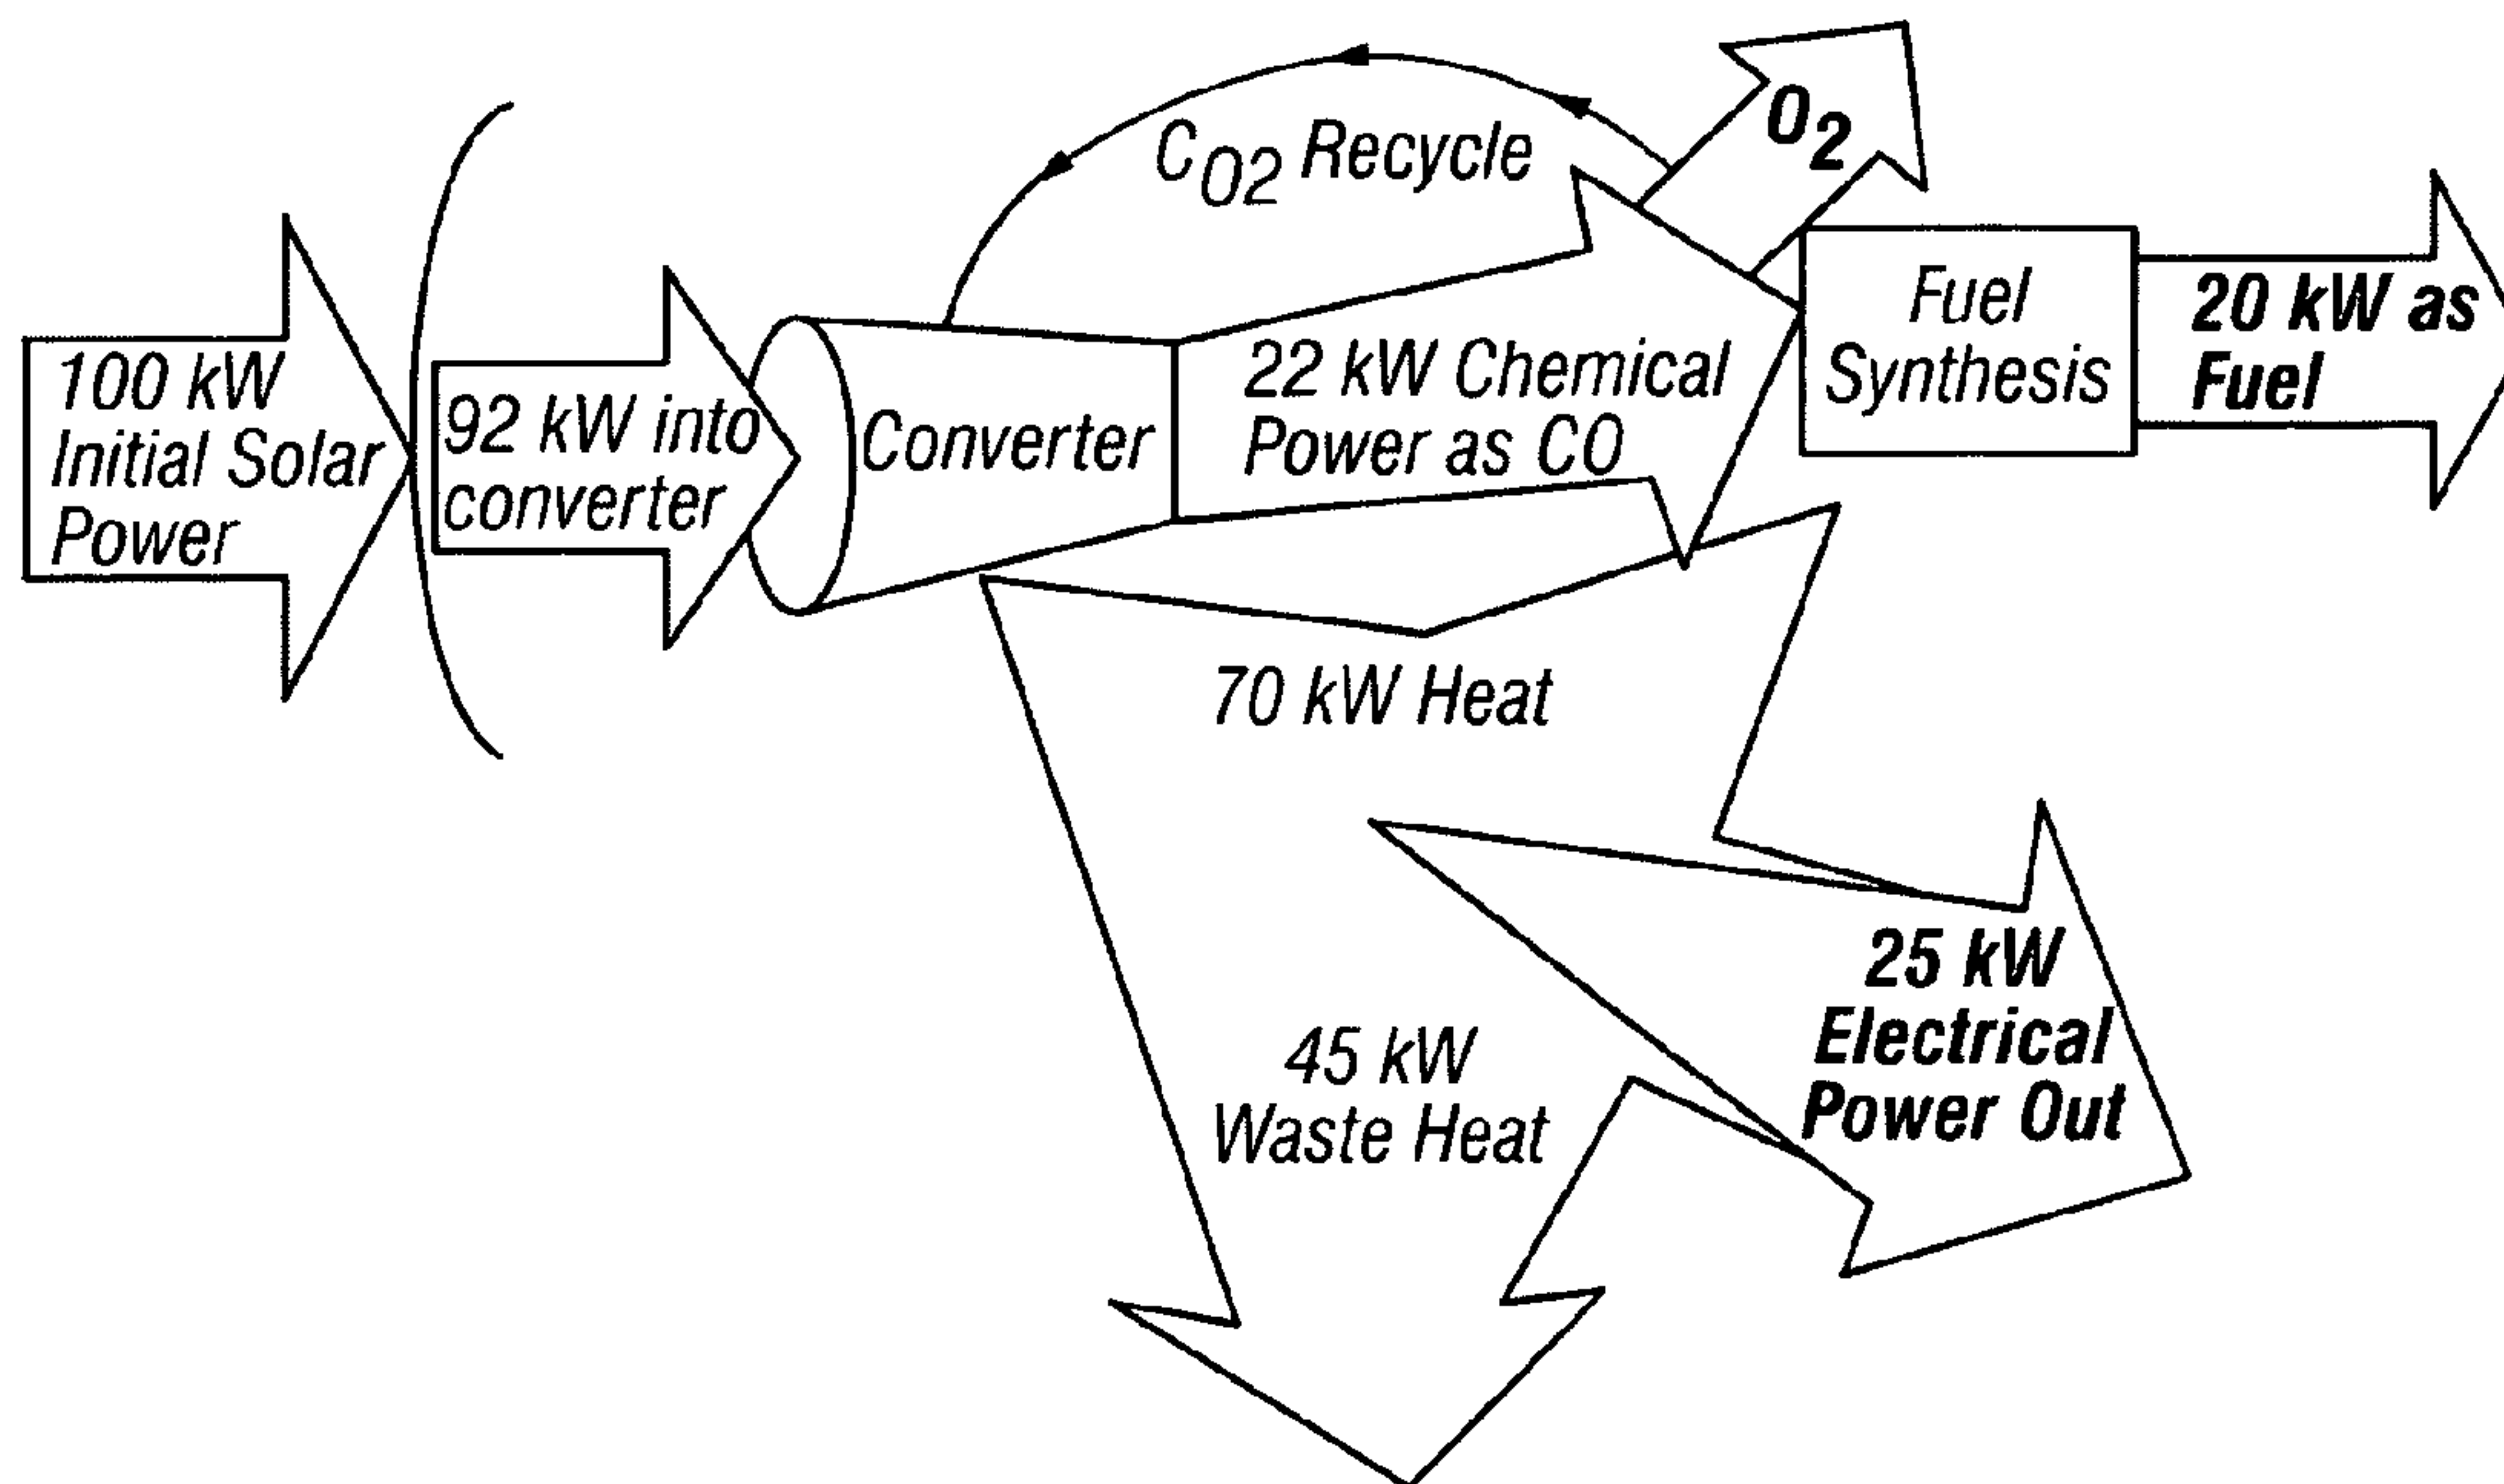 100 kW
Initial Solar
Power
92 kW into
converter
Converter
CO2 Recycle
O2
22 kW Chemical
Power as CO
Fuel
Synthesis
20 kW as
Fuel
70 kW Heat
25 kW
Electrical
Power Out
45 kW
Waste Heat